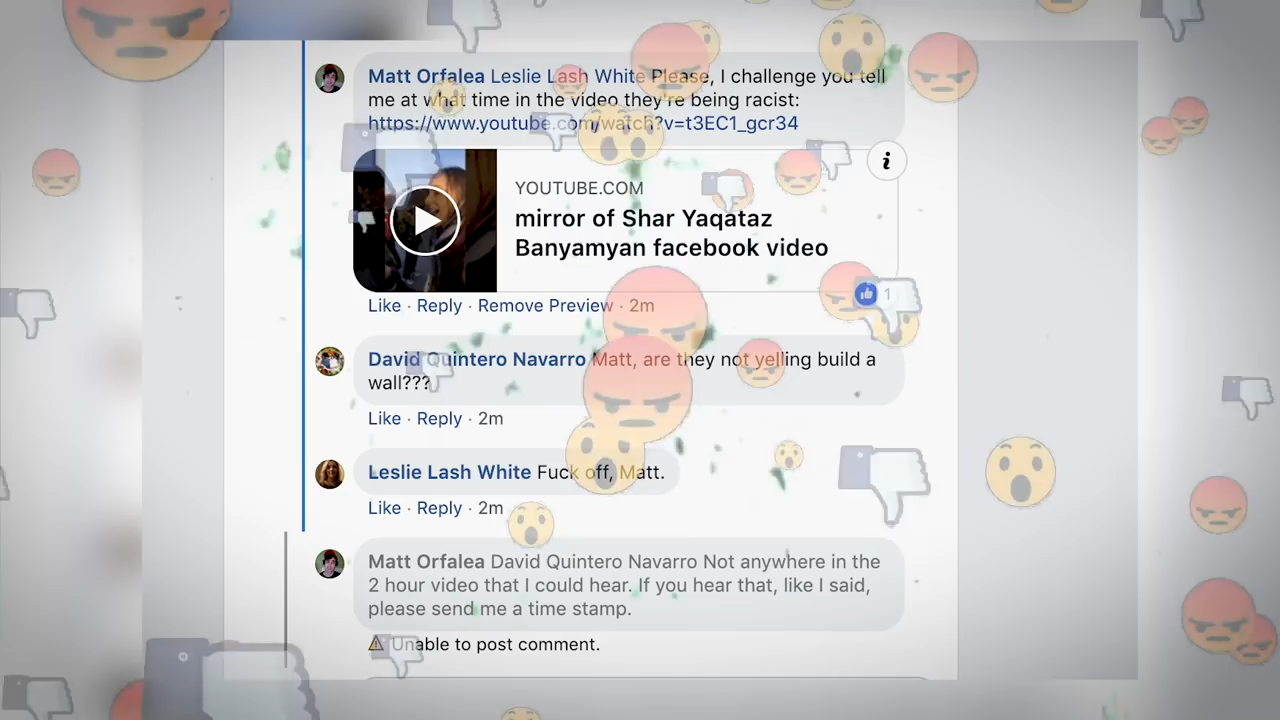 Matt Orfalea Leslie Lash White Please, I challenge you tell
me at what time in the video they're being racist:
https://www.youtube.com/watch?v=t3EC1_gcr34
YOUTUBE.COM
mirror of Shar Yaqataz
Banyamyan facebook video
Like · Reply · Remove Preview · 2m
1
David Quintero Navarro Matt, are they not yelling build a
wall???
Like · Reply · 2m
Leslie Lash White Fuck off, Matt.
Like · Reply · 2m
Matt Orfalea David Quintero Navarro Not anywhere in the
2 hour video that I could hear. If you hear that, like I said,
please send me a time stamp.
Unable to post comment.